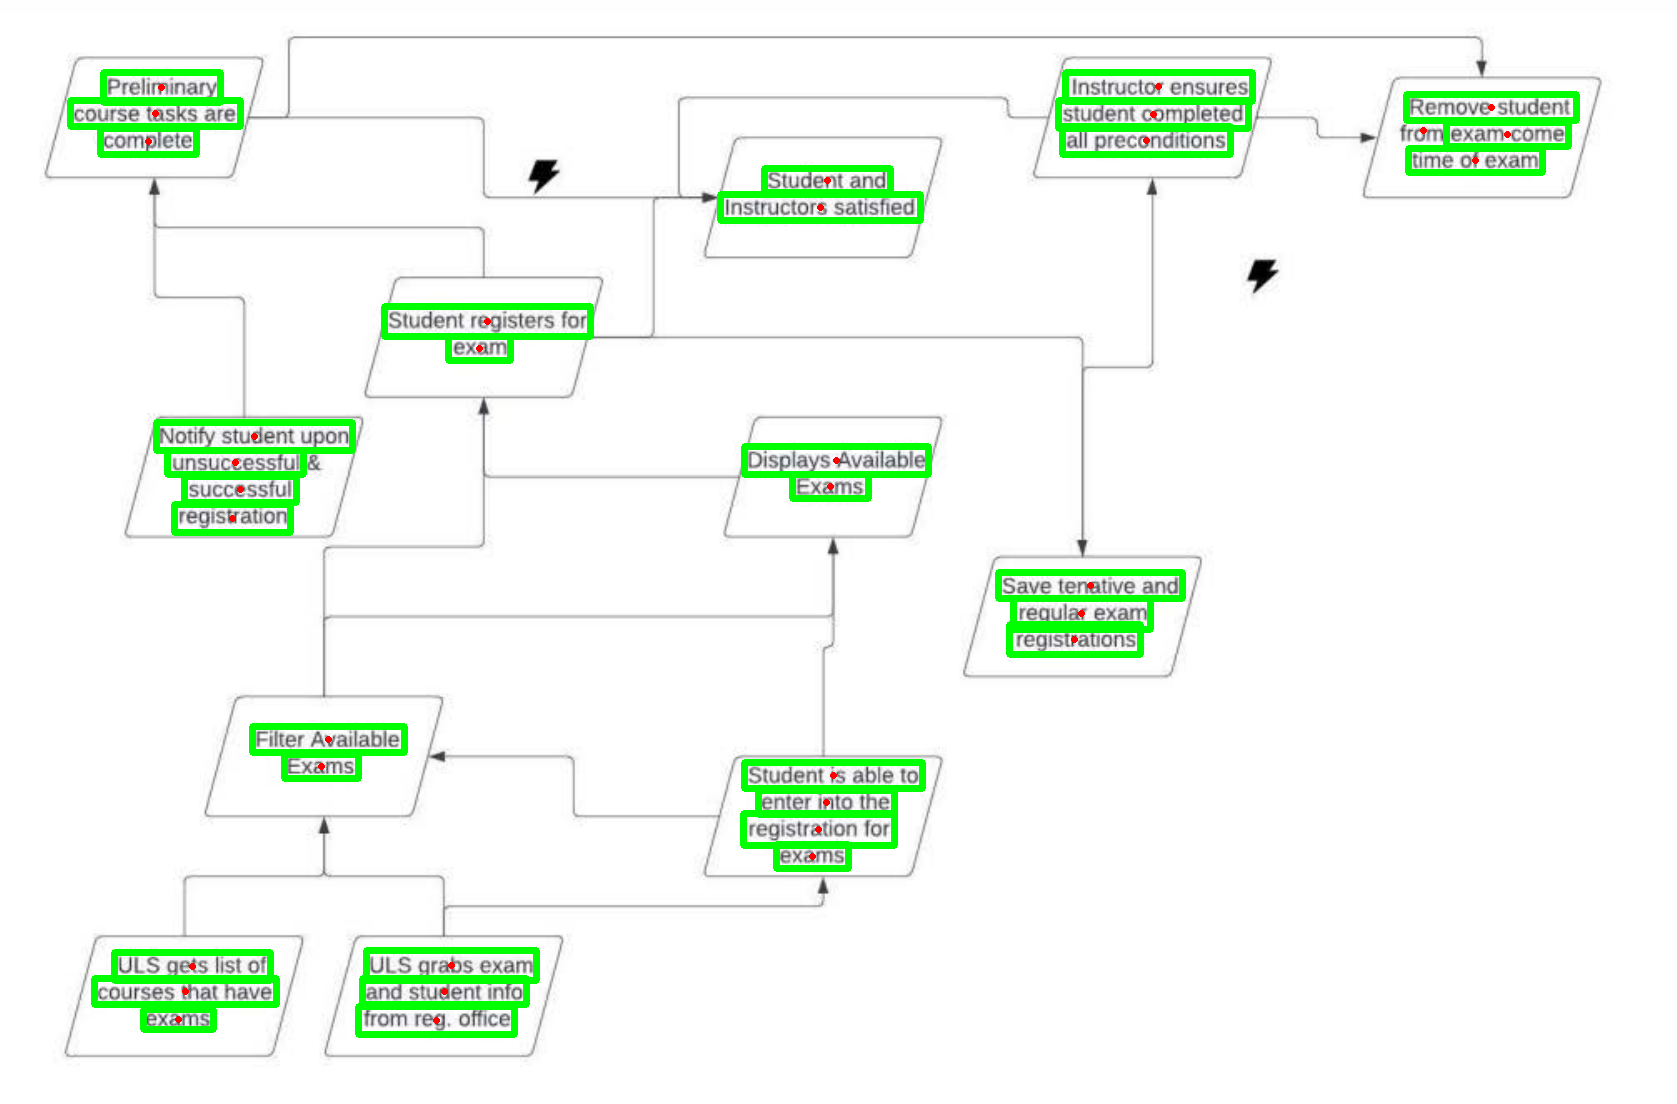 Preliminary
course tasks are
complete
Instructor ensures
student completed
all preconditions
Remove student
from exam come
time of exam
Student and
Instructors satisfied
Student registers for
exam
Notify student upon
unsuccessful &
successful
registration
Displays Available
Exams
Save tenative and
regular exam
registrations
Filter Available
Exams
Student is able to
enter into the
registration for
exams
ULS gets list of
courses that have
exams
ULS grabs exam
and student info
from reg. office